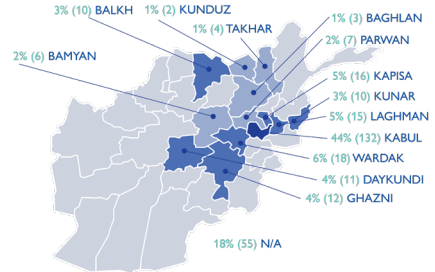 3% (10) BALKH
1% (2) KUNDUZ
1% (4) TAKHAR
1% (3) BAGHLAN
2% (7) PARWAN
2% (6) BAMYAN
5% (16) KAPISA
3% (10) KUNAR
5% (15) LAGHMAN
44% (132) KABUL
6% (18) WARDAK
4% (11) DAYKUNDI
4% (12) GHAZNI
18% (55) N/A